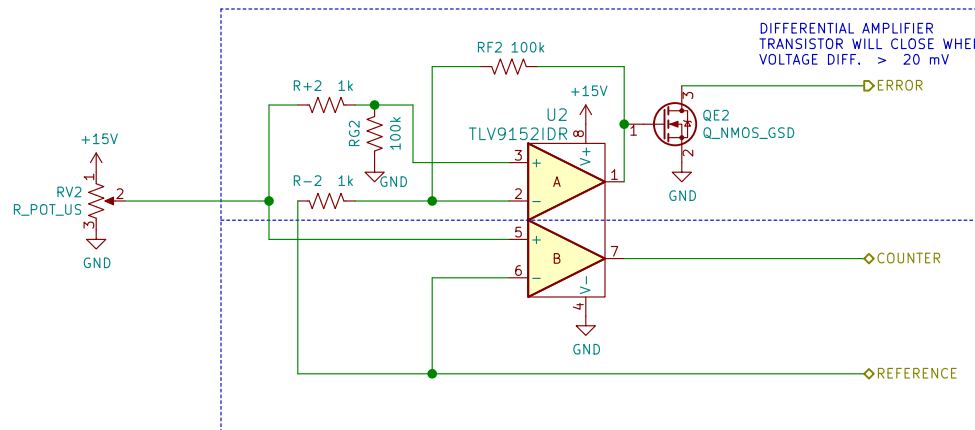 DIFFERENTIAL AMPLIFIER
TRANSISTOR WILL CLOSE WHE
VOLTAGE DIFF. > 20 mV
RF2 100k
ERROR
R+2 1k
+15V
3
U2
QE2
TLV9152IDR
8
1
Q_NMOS_GSD
RG2
100k
V+
2
+15V
3
+
1
A
GND
R-2 1k
GND
1
RV2
2
2
−
R_POT_US
3
5
+
7
COUNTER
B
GND
6
−
V-
4
GND
REFERENCE